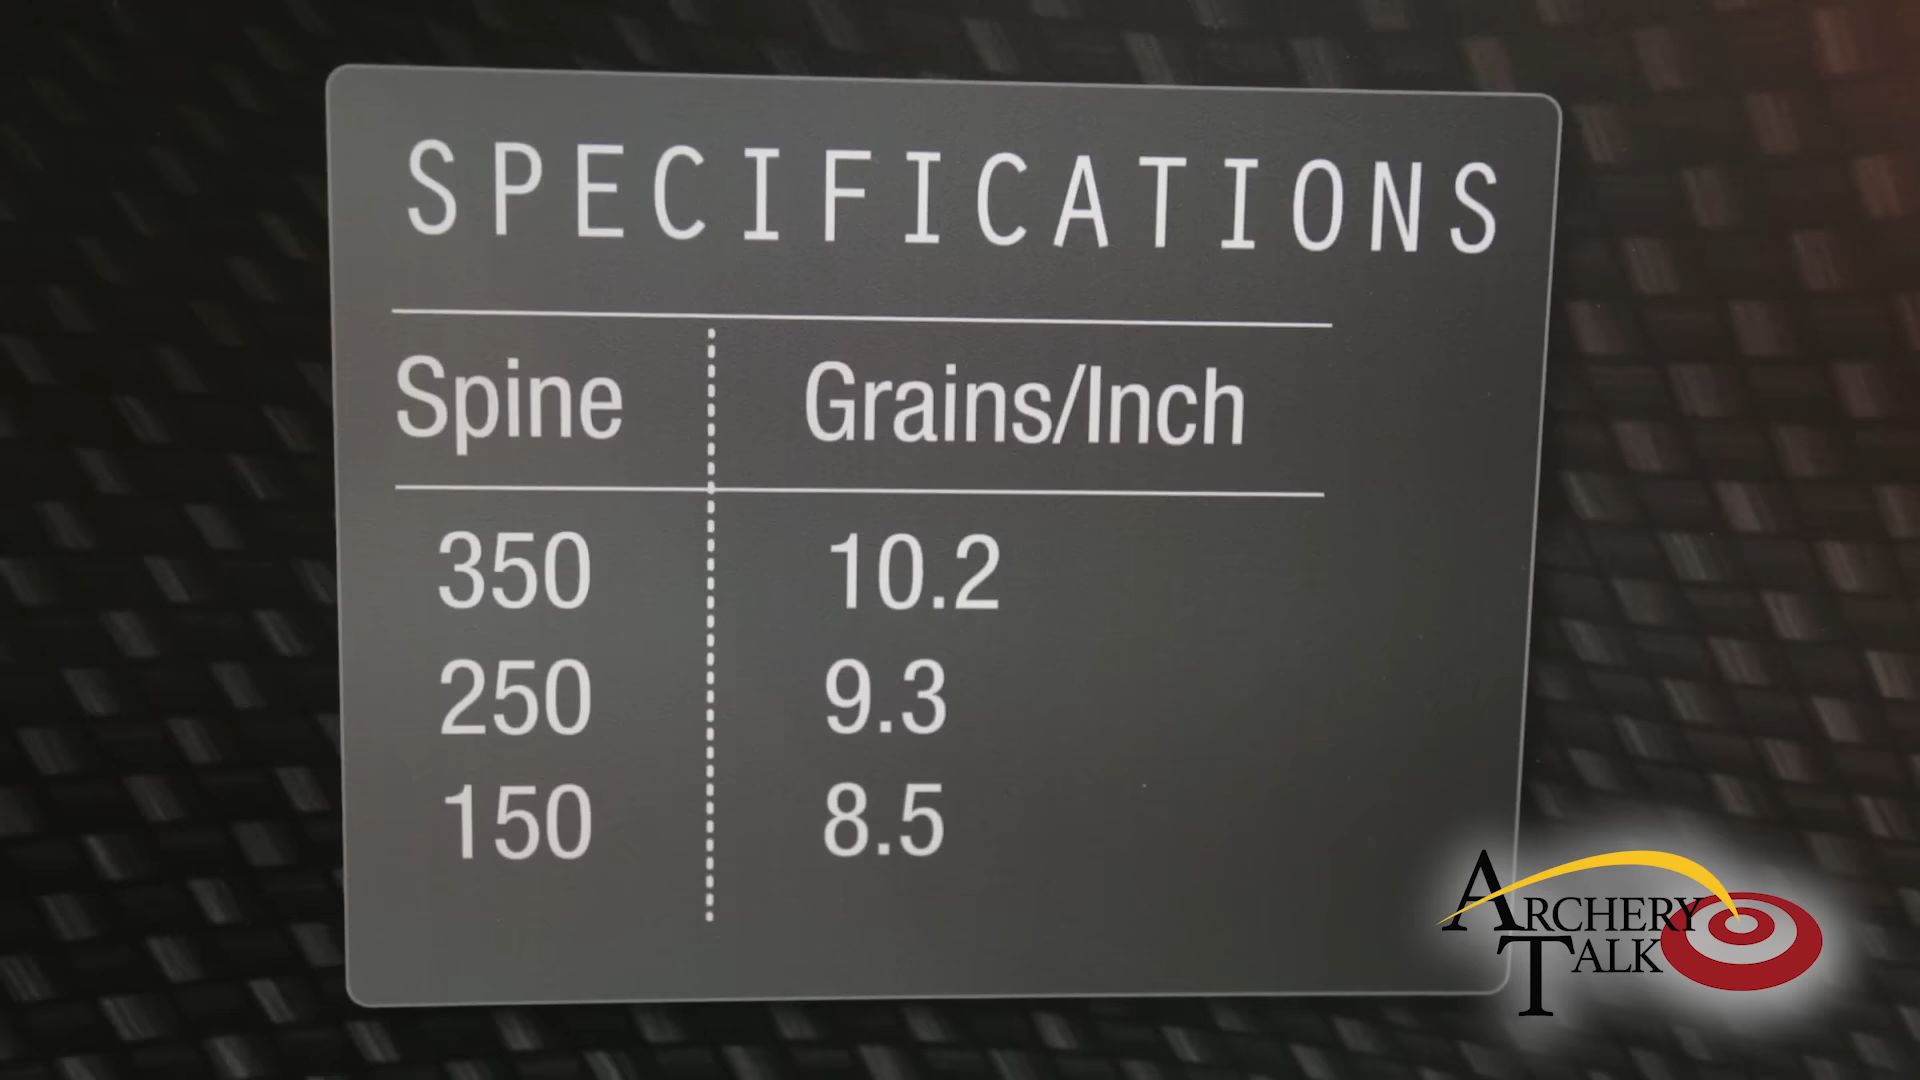 SPECIFICATIONS
Spine Grains/Inch
350 10.2
250 9.3
150 8.5
ARCHERY
TALK